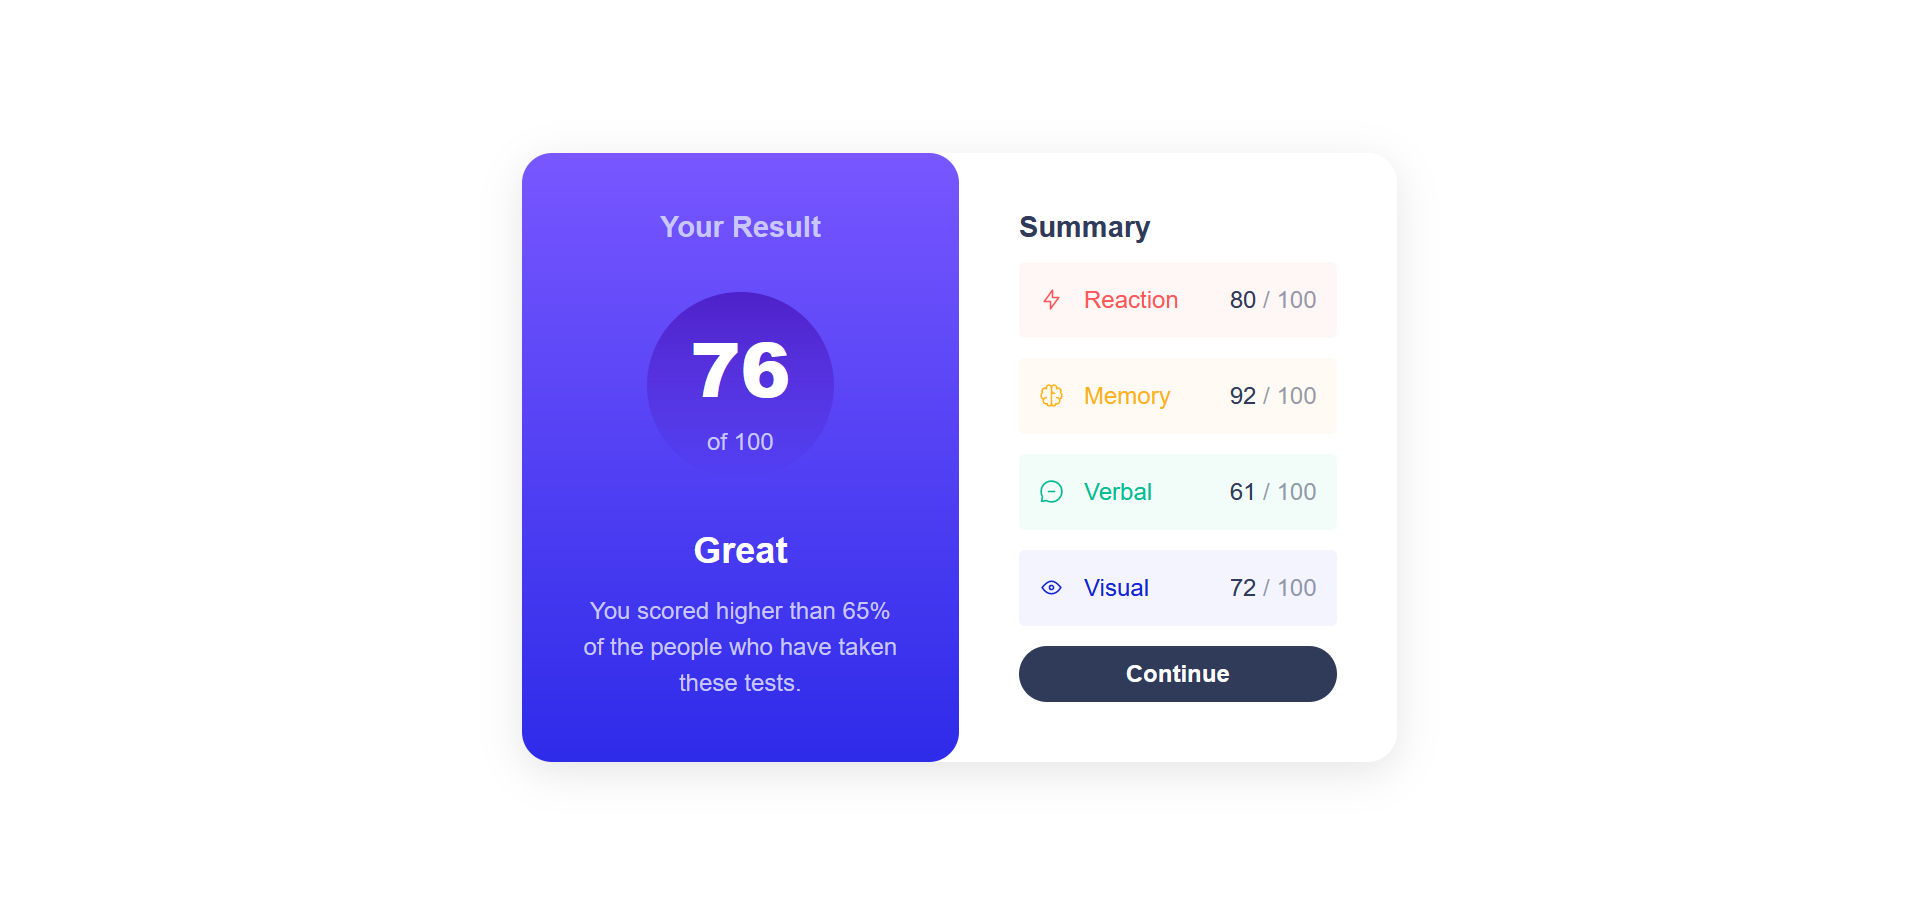 Your Result
76
of 100
Great
You scored higher than 65%
of the people who have taken
these tests.
Summary
Reaction 80 / 100
Memory 92 / 100
Verbal 61 / 100
Visual 72 / 100
Continue